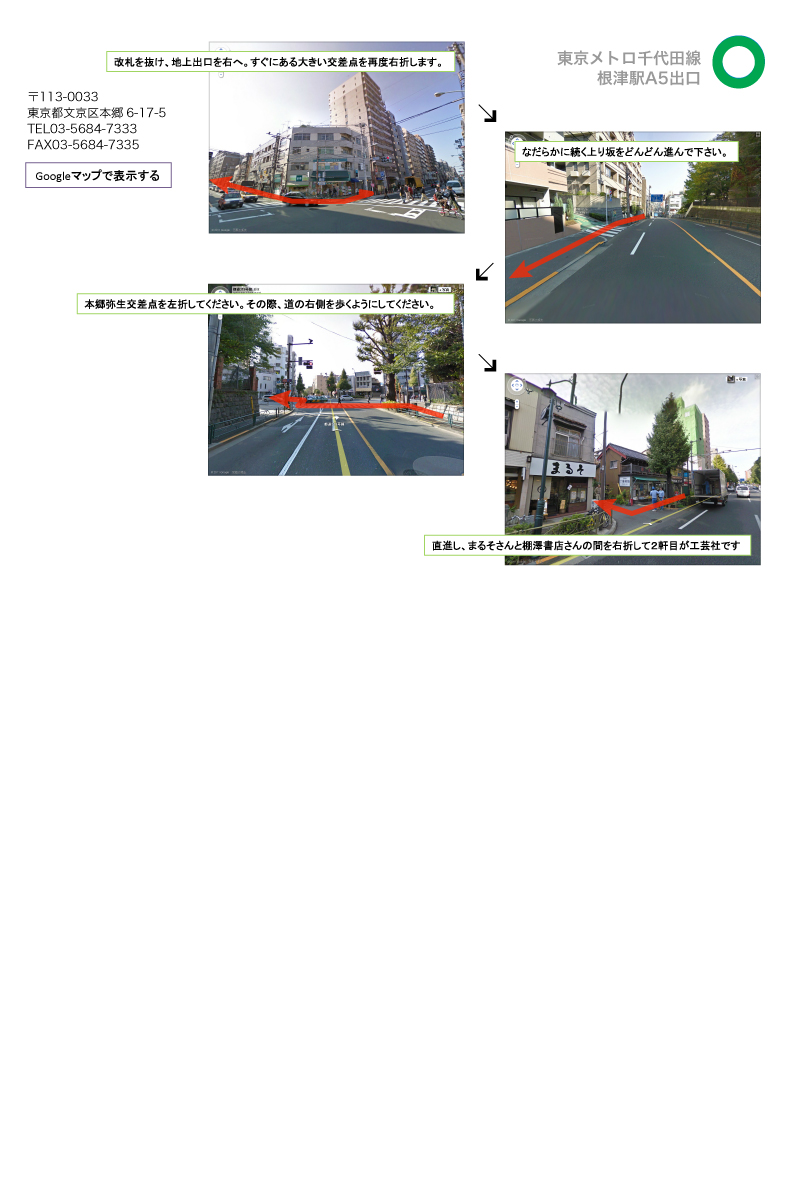 東京メトロ千代田線
根津駅A5出口
改札を抜け、地上出口を右へ。すぐにある大きい交差点を再度右折します。
〒113-0033
東京都文京区本郷 6-17-5
TEL03-5684-7333
FAX03-5684-7335
Googleマップで表示する
なだらかに続く上り坂をどんどん進んで下さい。
本郷弥生交差点を左折してください。その際、道の右側を歩くようにしてください。
まるそ
直進し、まるそさんと棚澤書店さんの間を右折して2軒目が工芸社です